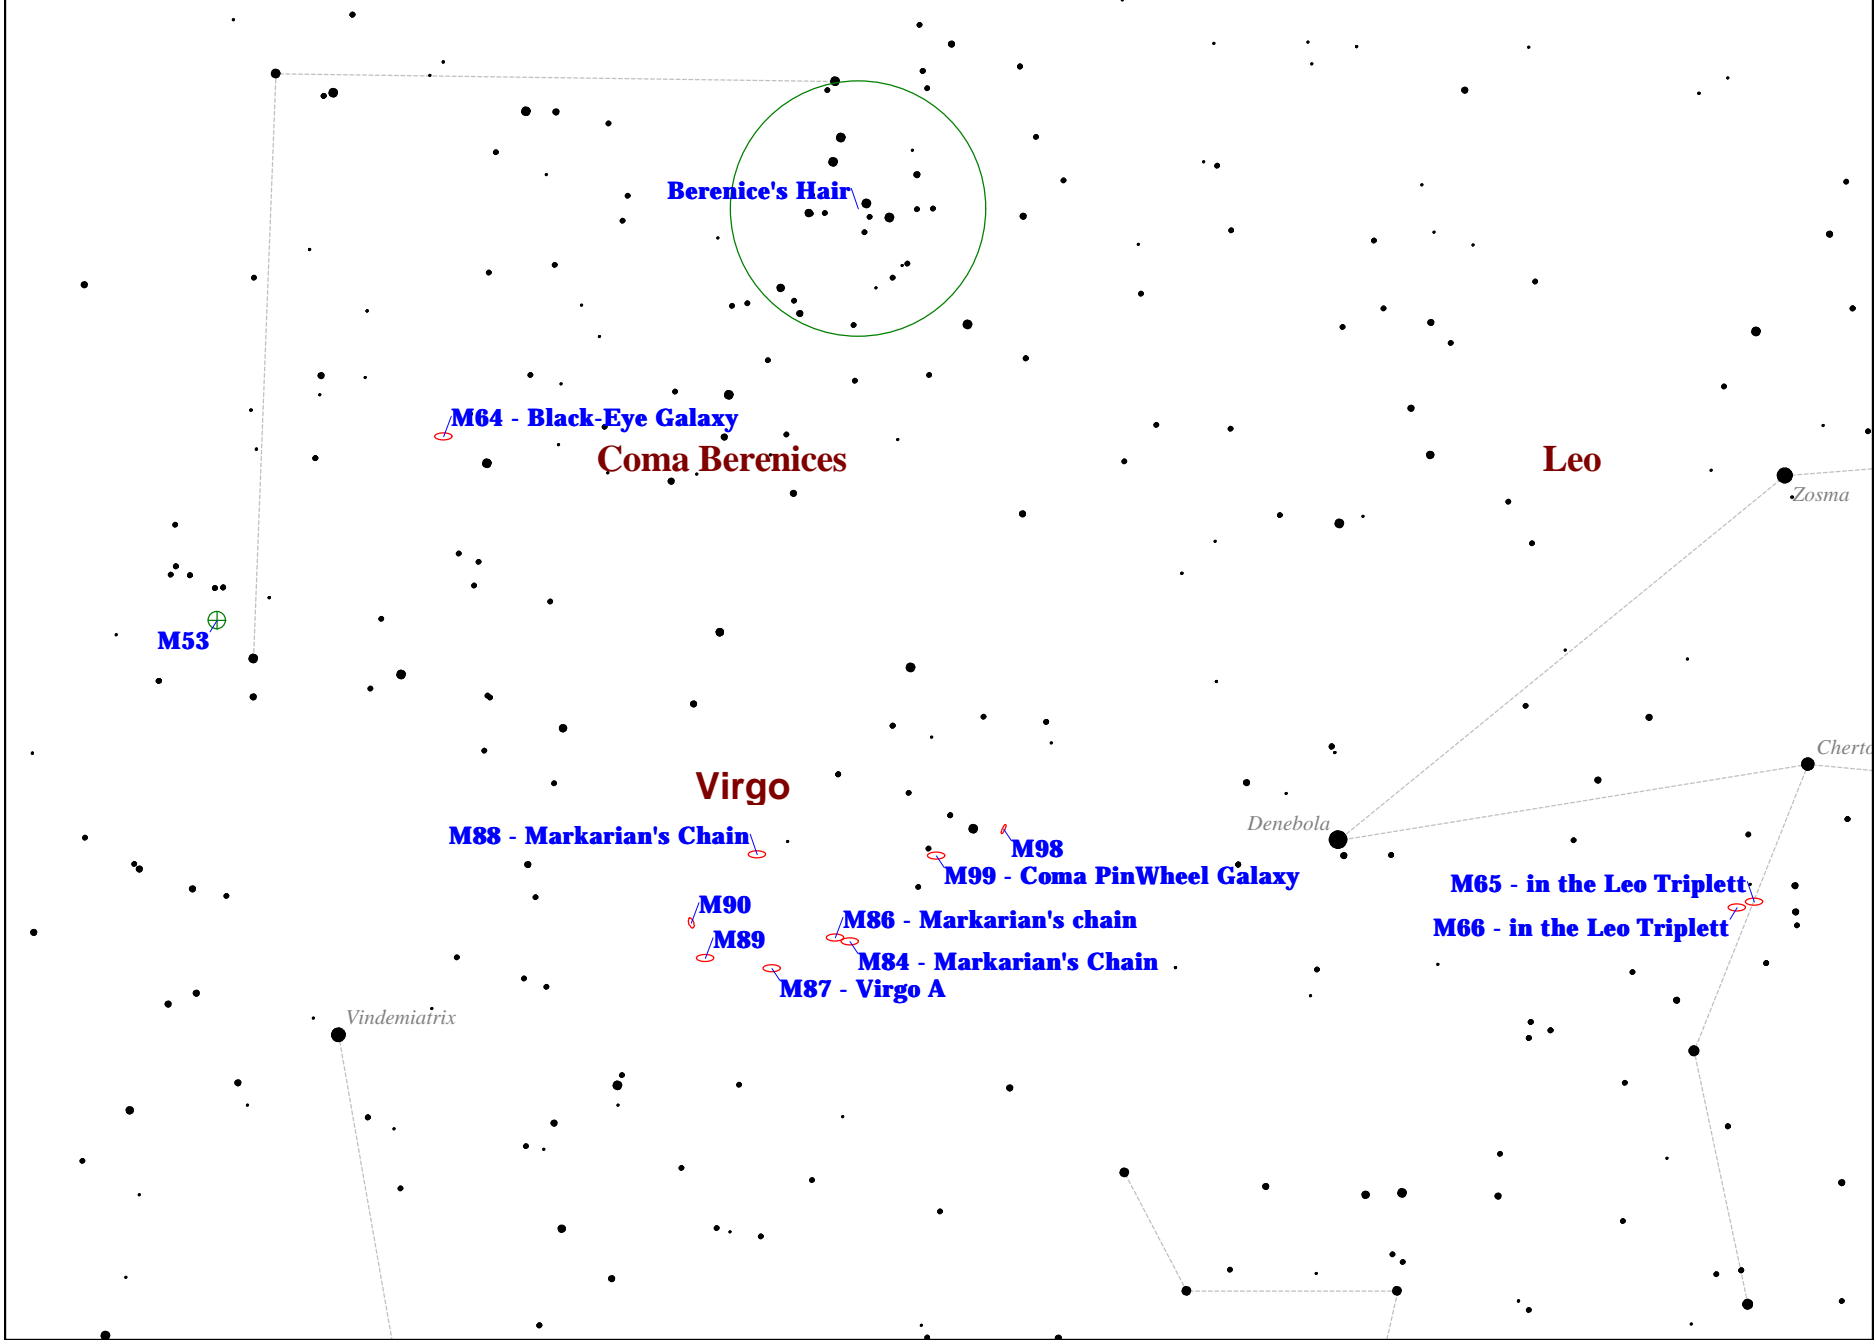 Berenice's Hair
M64 - Black-Eye Galaxy
Coma Berenices
Leo
Zosma
M53
Cherto
Virgo
Denebola
M88 - Markarian's Chain
M98
M99 - Coma PinWheel Galaxy
M65 - in the Leo Triplett
M90
M86 - Markarian's chain
M66 - in the Leo Triplett
M89
M84 - Markarian's Chain
M87 - Virgo A
Vindemiatrix